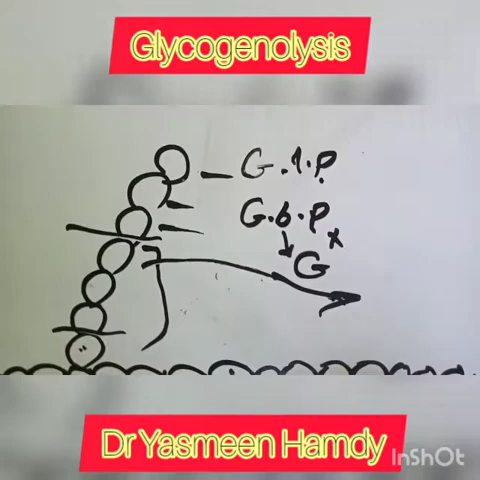 Glycogenolysis
G.1.P.
G.6.P
G
Dr Yasmeen Hamdy
InShOt